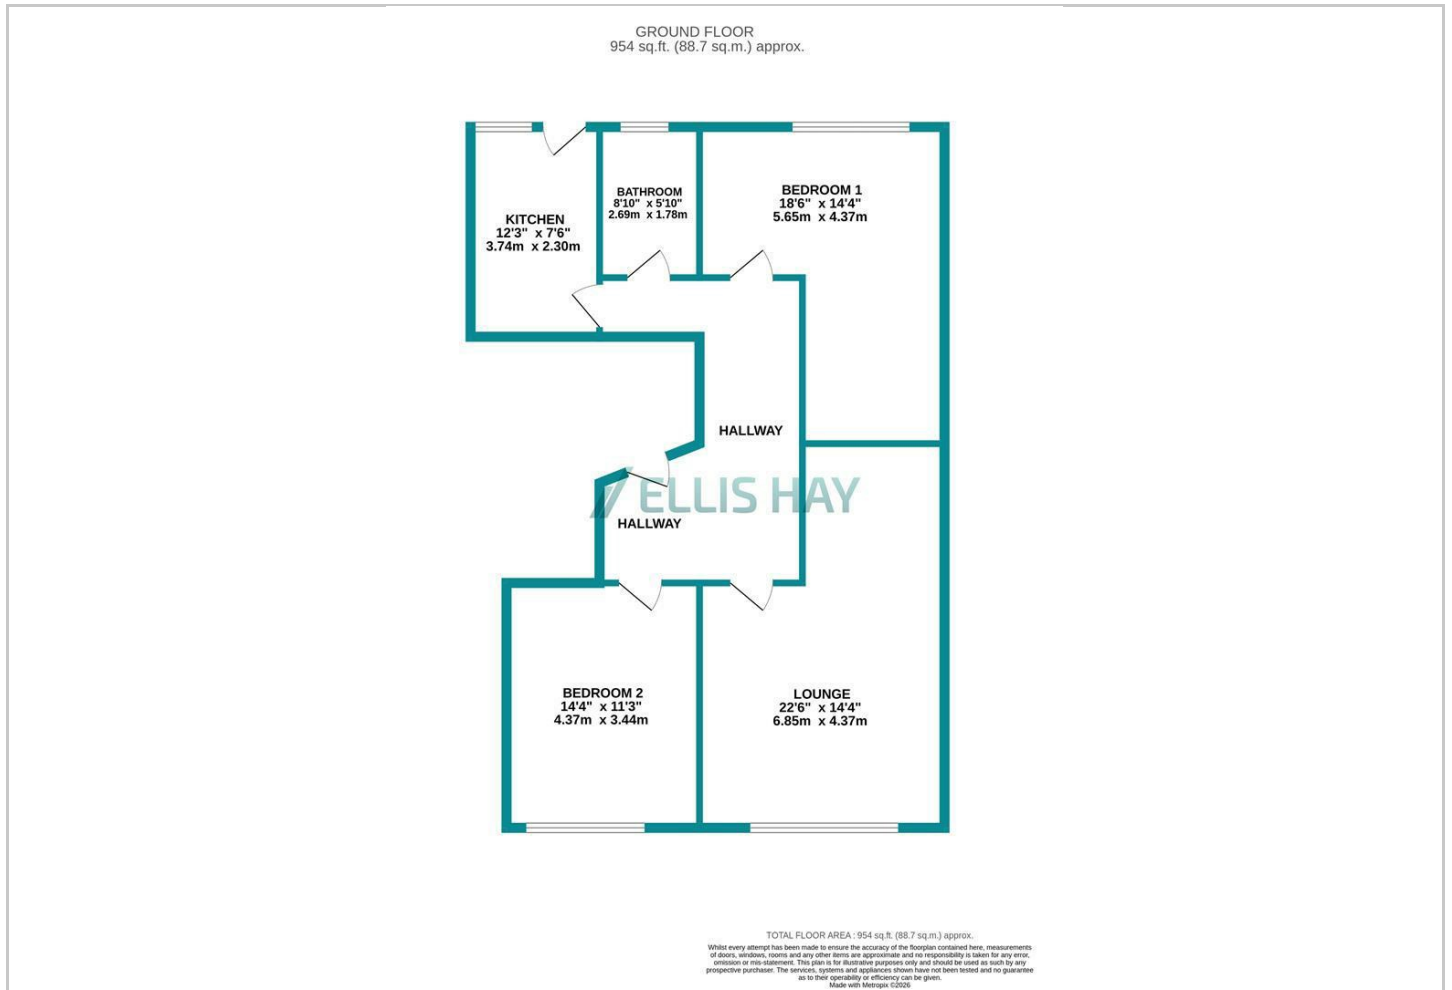 GROUND FLOOR
954 sq.ft. (88.7 sq.m.) approx.
BATHROOM
8'10" x 5'10"
2.69m x 1.78m
BEDROOM 1
18'6" x 14'4"
5.65m x 4.37m
KITCHEN
12'3" x 7'6"
3.74m x 2.30m
HALLWAY
ELLIS HAY
HALLWAY
BEDROOM 2
14'4" x 11'3"
4.37m x 3.44m
LOUNGE
22'6" x 14'4"
6.85m x 4.37m
TOTAL FLOOR AREA : 954 sq.ft. (88.7 sq.m.) approx.
Whilst every attempt has been made to ensure the accuracy of the floorplan contained here, measurements
of doors, windows, rooms and any other items are approximate and no responsibility is taken for any error,
omission or mis-statement. This plan is for illustrative purposes only and should be used as such by any
prospective purchaser. The services, systems and appliances shown have not been tested and no guarantee
as to their operability or efficiency can be given.
Made with Metropix ©2026